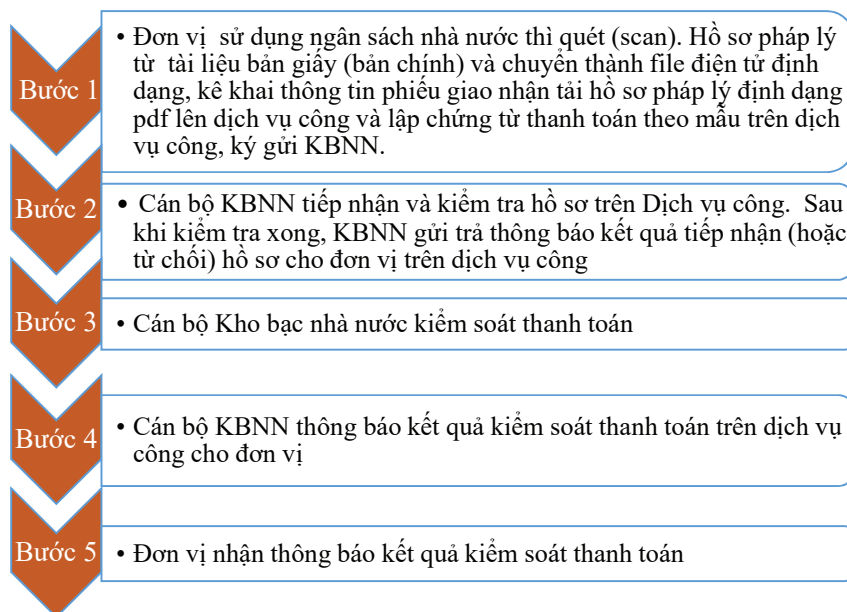 Bước 1
• Đơn vị sử dụng ngân sách nhà nước thì quét (scan). Hồ sơ pháp lý
từ tài liệu bản giấy (bản chính) và chuyển thành file điện tử định
dạng, kê khai thông tin phiếu giao nhận tải hồ sơ pháp lý định dạng
pdf lên dịch vụ công và lập chứng từ thanh toán theo mẫu trên dịch
vụ công, ký gửi KBNN.
Bước 2
• Cán bộ KBNN tiếp nhận và kiểm tra hồ sơ trên Dịch vụ công. Sau
khi kiểm tra xong, KBNN gửi trả thông báo kết quả tiếp nhận (hoặc
từ chối) hồ sơ cho đơn vị trên dịch vụ công
Bước 3
• Cán bộ Kho bạc nhà nước kiểm soát thanh toán
Bước 4
• Cán bộ KBNN thông báo kết quả kiểm soát thanh toán trên dịch vụ
công cho đơn vị
Bước 5
• Đơn vị nhận thông báo kết quả kiểm soát thanh toán